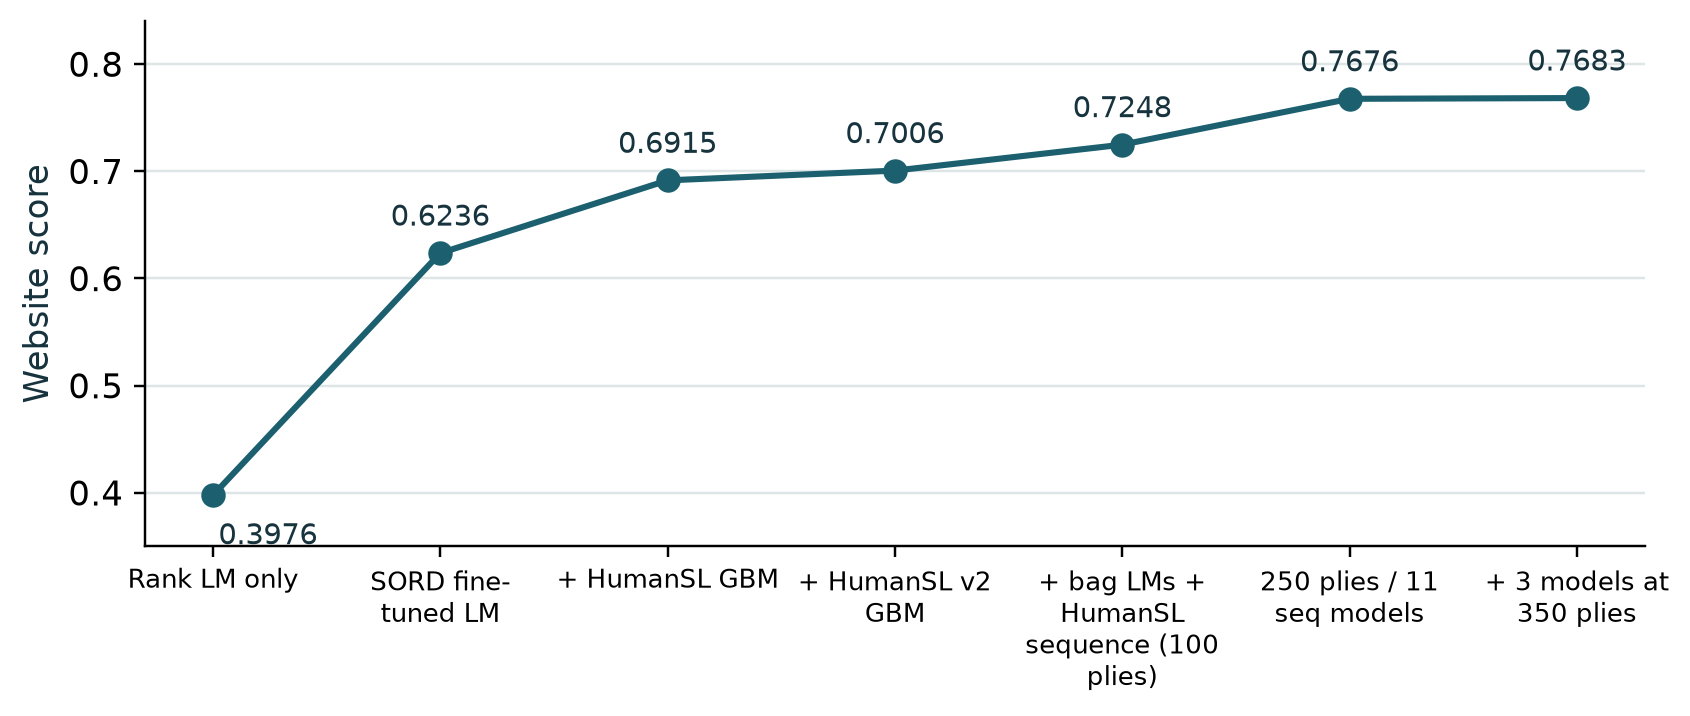 Website score
0.8
0.7
0.6
0.5
0.4
0.3976
0.6236
0.6915
0.7006
0.7248
0.7676
0.7683
Rank LM only
SORD fine-
tuned LM
+ HumanSL GBM
+ HumanSL v2
GBM
+ bag LMs +
HumanSL
sequence (100
plies)
250 plies / 11
seq models
+ 3 models at
350 plies